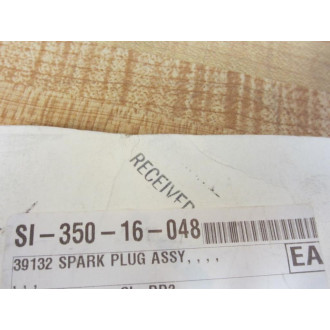 RECEIVED
SI-350-16-048
39132 SPARK PLUG ASSY,,,,
EA